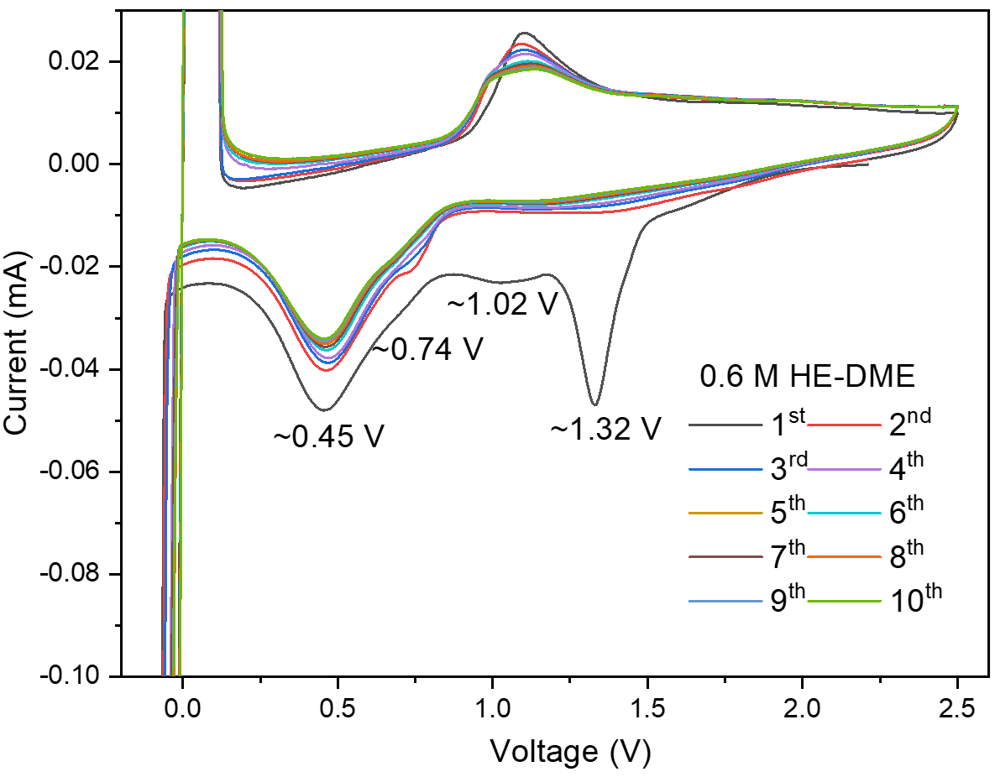 0.02
0.00
-0.02
-0.04
-0.06
-0.08
-0.10
Current (mA)
~1.02 V
~0.74 V
~0.45 V
~1.32 V
0.6 M HE-DME
1st 2nd
3rd 4th
5th 6th
7th 8th
9th 10th
0.0 0.5 1.0 1.5 2.0 2.5
Voltage (V)